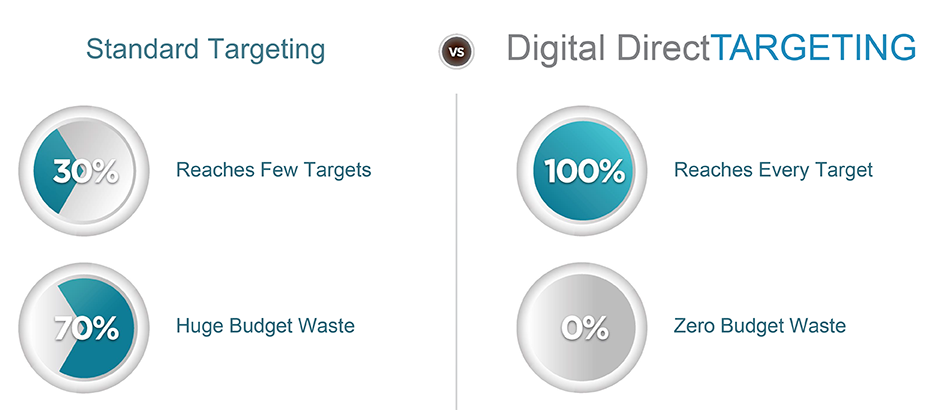 Standard Targeting
VS
Digital DirectTARGETING
30%
Reaches Few Targets
100%
Reaches Every Target
70%
Huge Budget Waste
0%
Zero Budget Waste